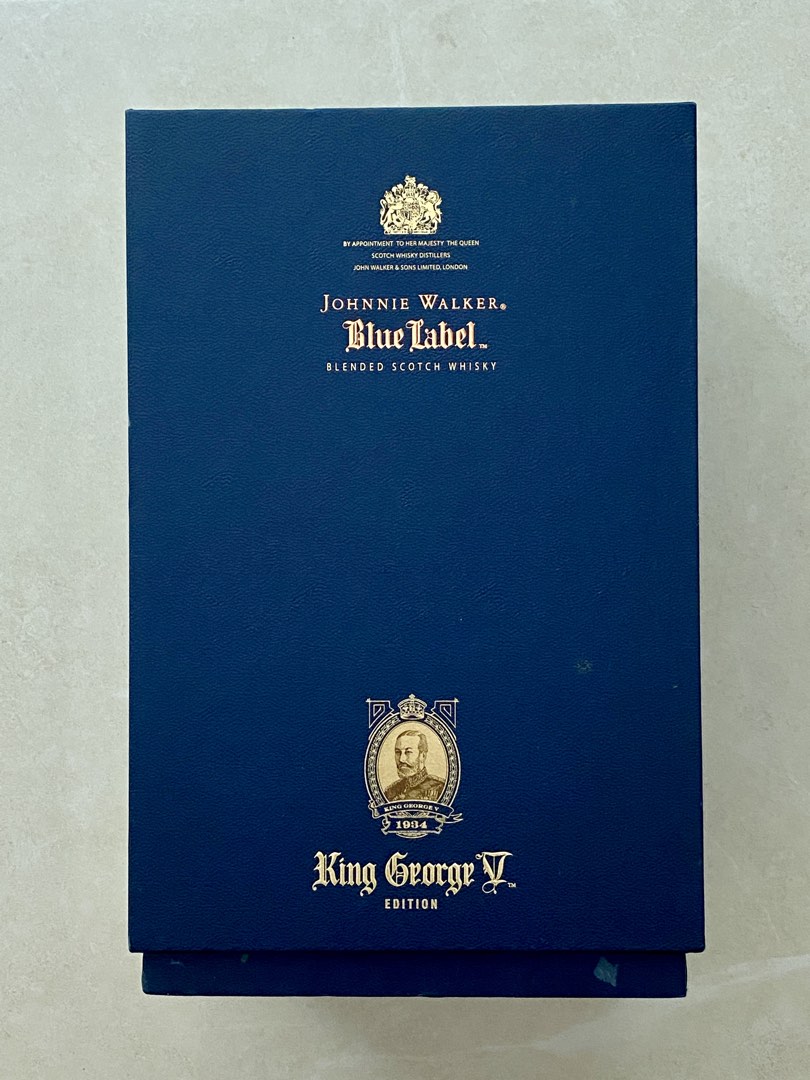 BY APPOINTMENT TO HER MAJESTY THE QUEEN
SCOTCH WHISKY DISTILLERS
JOHN WALKER & SONS LIMITED, LONDON
JOHNNIE WALKER®
Blue Label™
BLENDED SCOTCH WHISKY
KING GEORGE V
1934
King George V™
EDITION